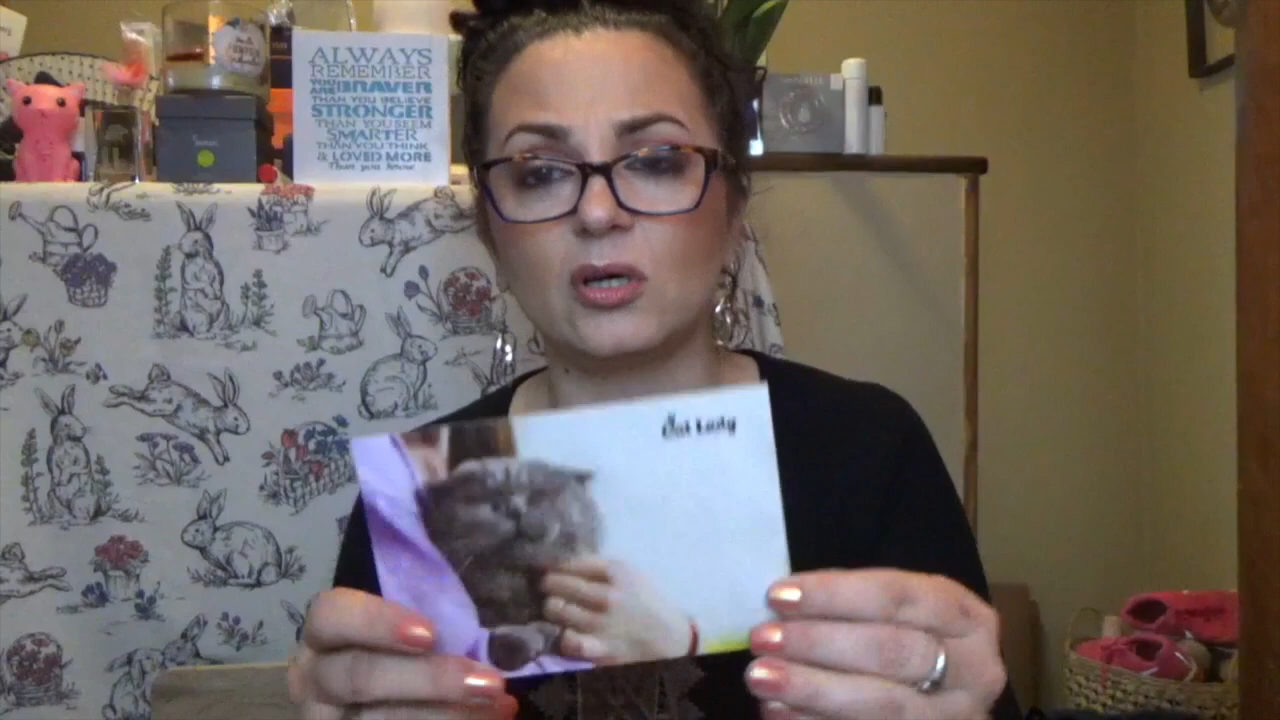 ALWAYS
REMEMBER
YOU ARE BRAVER
THAN YOU BELIEVE
STRONGER
THAN YOU SEEM
SMARTER
THAN YOU THINK
& LOVED MORE
Than you know
Cat Lady